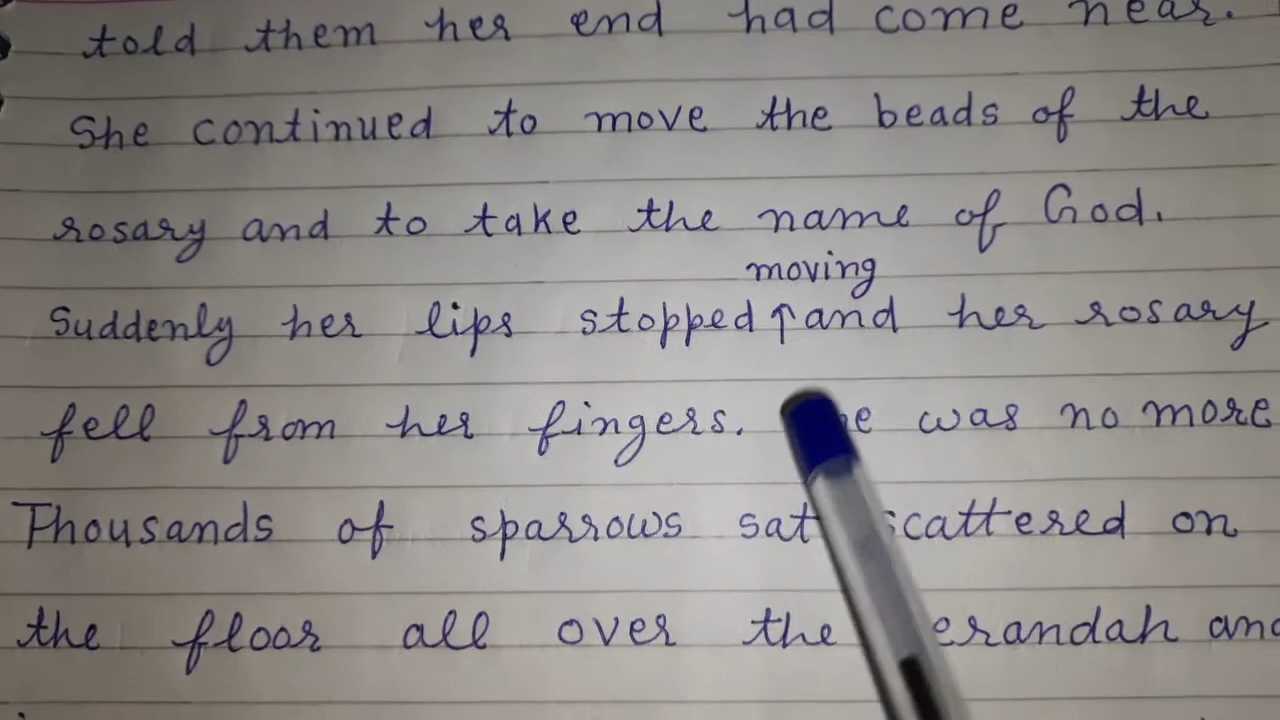 told them her end had come near.
She continued to move the beads of the
rosary and to take the name of God.
moving
Suddenly her lips stopped ↑ and her rosary
fell from her fingers. was no more
Thousands of sparrows sat scattered on
the floor all over the verandah and